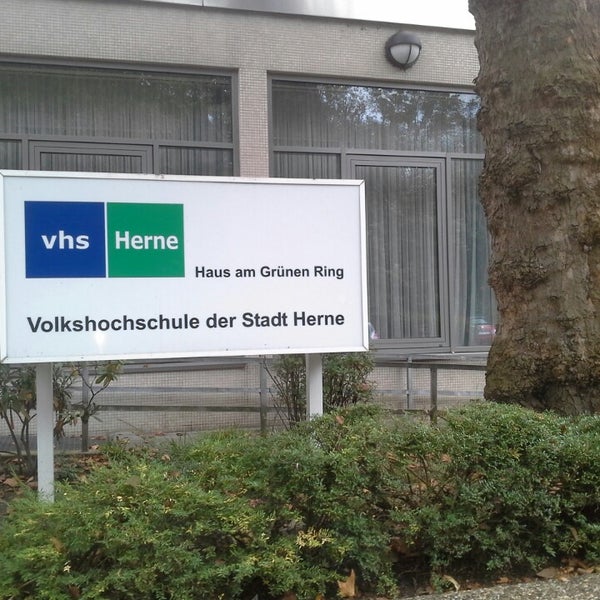 vhs Herne
Haus am Grünen Ring
Volkshochschule der Stadt Herne